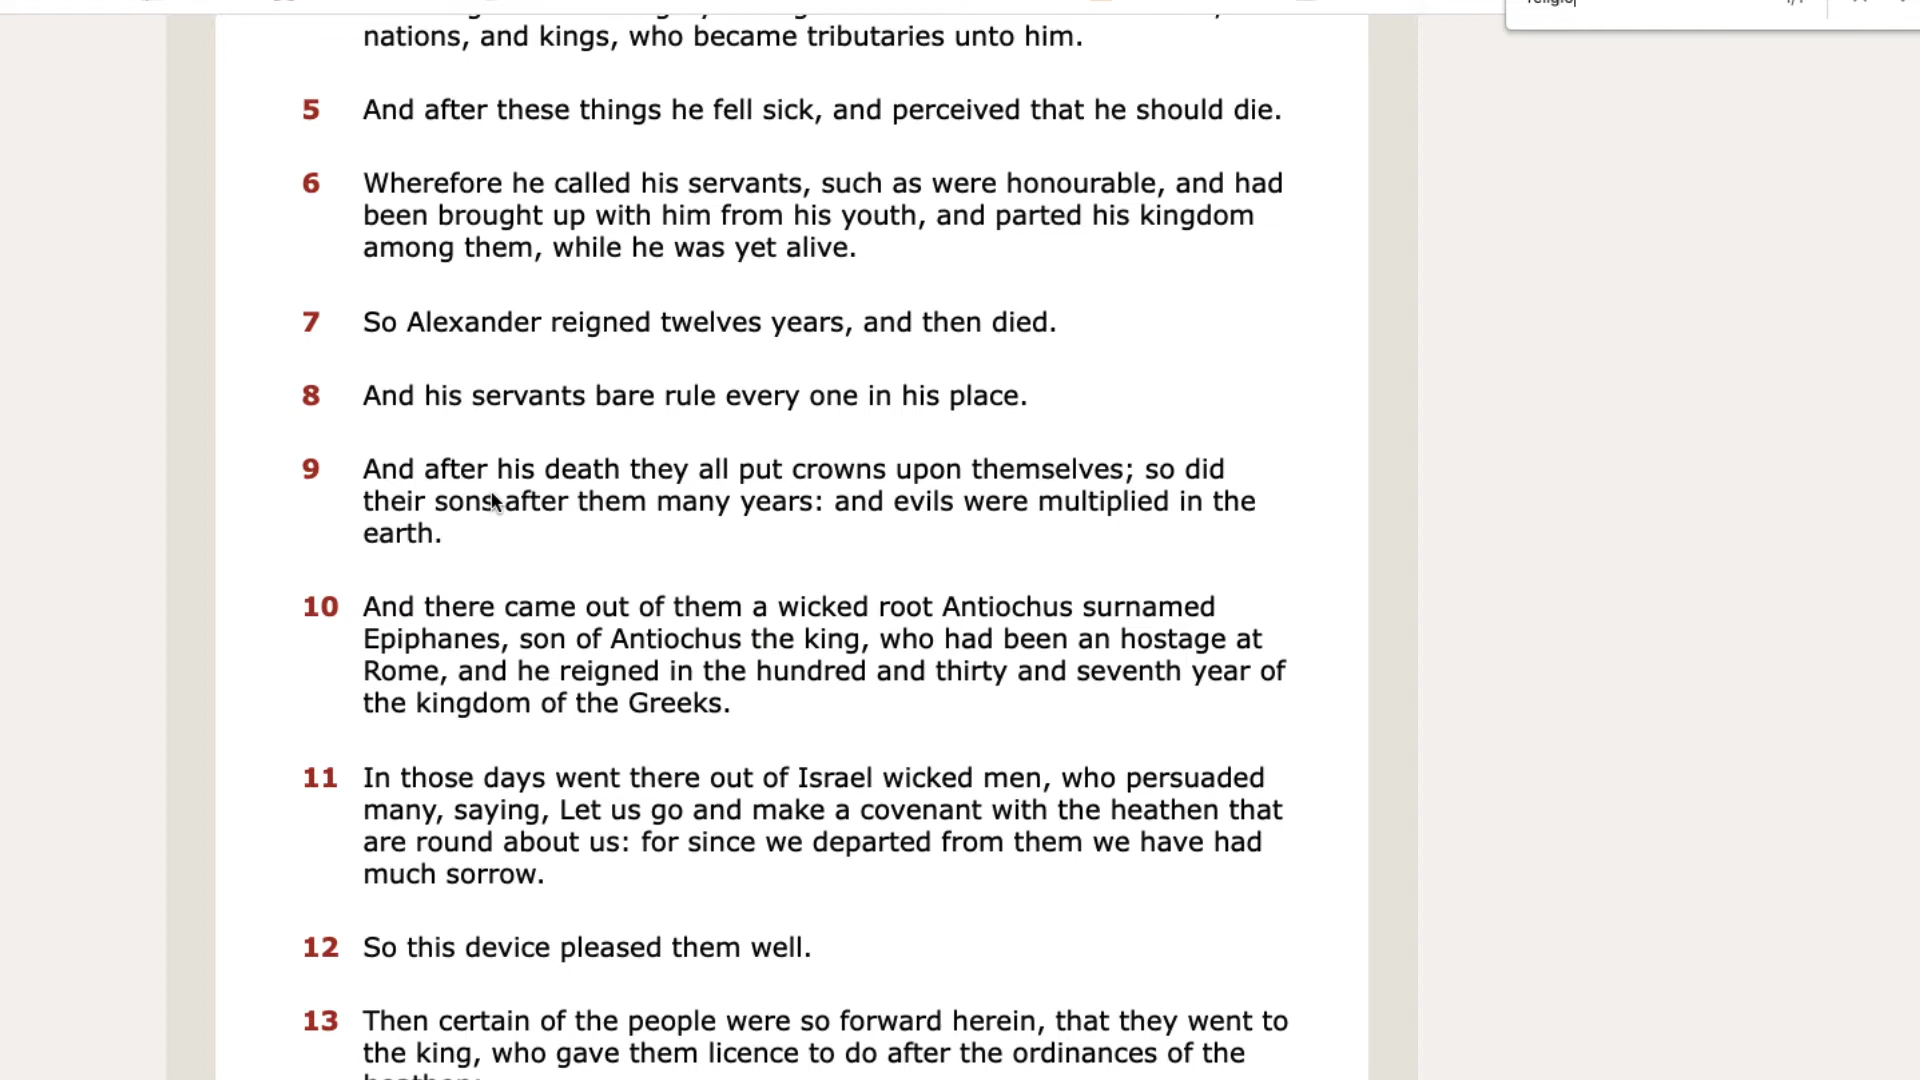 nations, and kings, who became tributaries unto him.
5 And after these things he fell sick, and perceived that he should die.
6 Wherefore he called his servants, such as were honourable, and had
been brought up with him from his youth, and parted his kingdom
among them, while he was yet alive.
7 So Alexander reigned twelves years, and then died.
8 And his servants bare rule every one in his place.
9 And after his death they all put crowns upon themselves; so did
their sons after them many years: and evils were multiplied in the
earth.
10 And there came out of them a wicked root Antiochus surnamed
Epiphanes, son of Antiochus the king, who had been an hostage at
Rome, and he reigned in the hundred and thirty and seventh year of
the kingdom of the Greeks.
11 In those days went there out of Israel wicked men, who persuaded
many, saying, Let us go and make a covenant with the heathen that
are round about us: for since we departed from them we have had
much sorrow.
12 So this device pleased them well.
13 Then certain of the people were so forward herein, that they went to
the king, who gave them licence to do after the ordinances of the